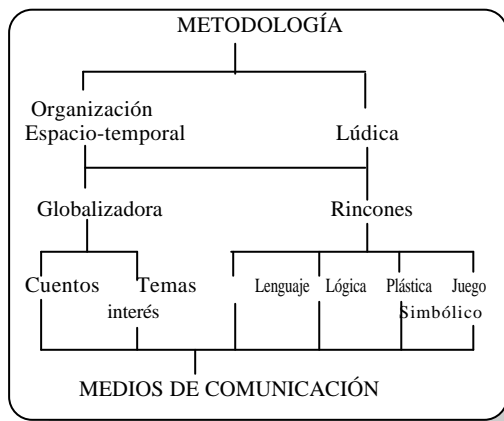 METODOLOGÍA
Organización
Espacio-temporal Lúdica
Globalizadora Rincones
Cuentos Temas Lenguaje Lógica Plástica Juego
interés Simbólico
MEDIOS DE COMUNICACIÓN